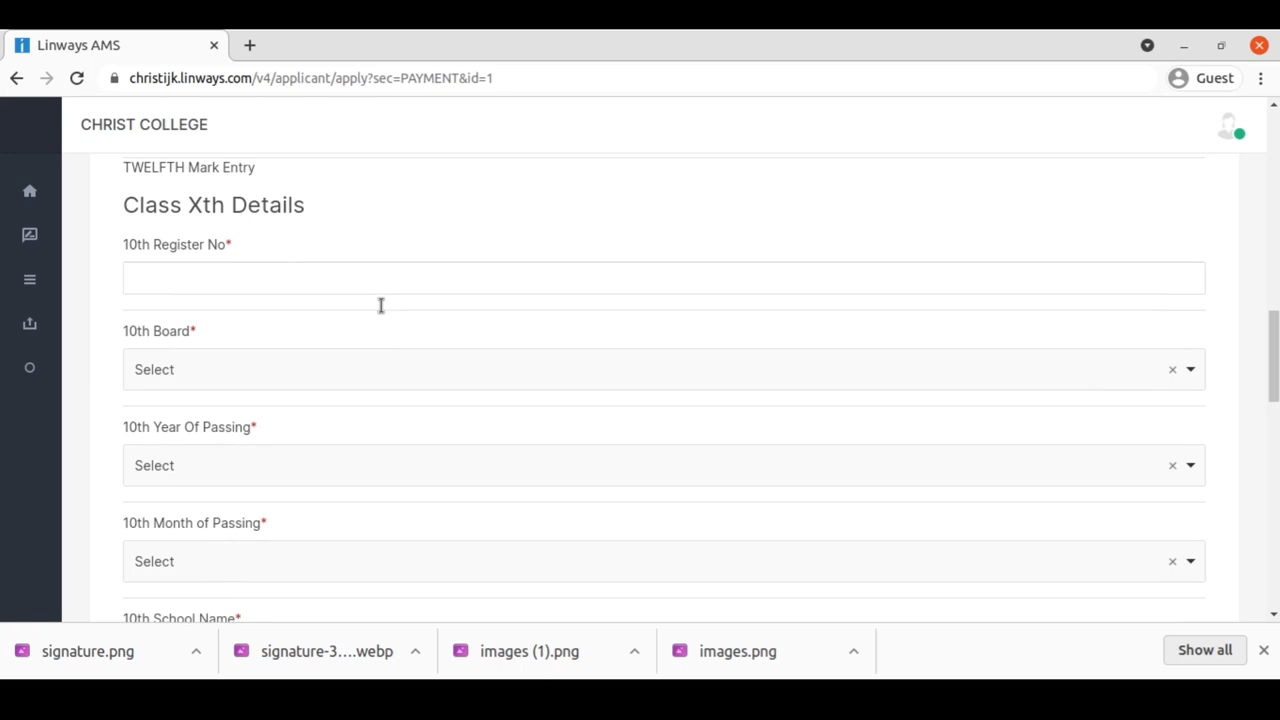 Linways AMS
christijk.linways.com/v4/applicant/apply?sec=PAYMENT&id=1
Guest
CHRIST COLLEGE
TWELFTH Mark Entry
Class Xth Details
10th Register No*
10th Board*
Select
10th Year Of Passing*
Select
10th Month of Passing*
Select
10th School Name*
signature.png
signature-3....webp
images (1).png
images.png
Show all